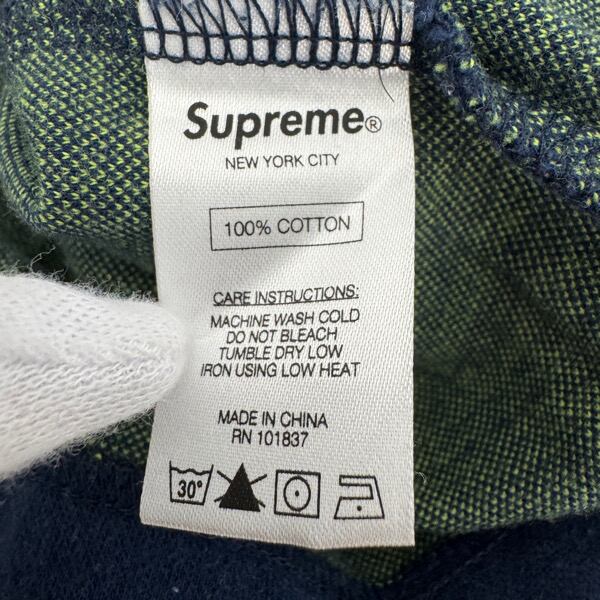 Supreme®
NEW YORK CITY
100% COTTON
CARE INSTRUCTIONS:
MACHINE WASH COLD
DO NOT BLEACH
TUMBLE DRY LOW
IRON USING LOW HEAT
MADE IN CHINA
RN 101837
30°